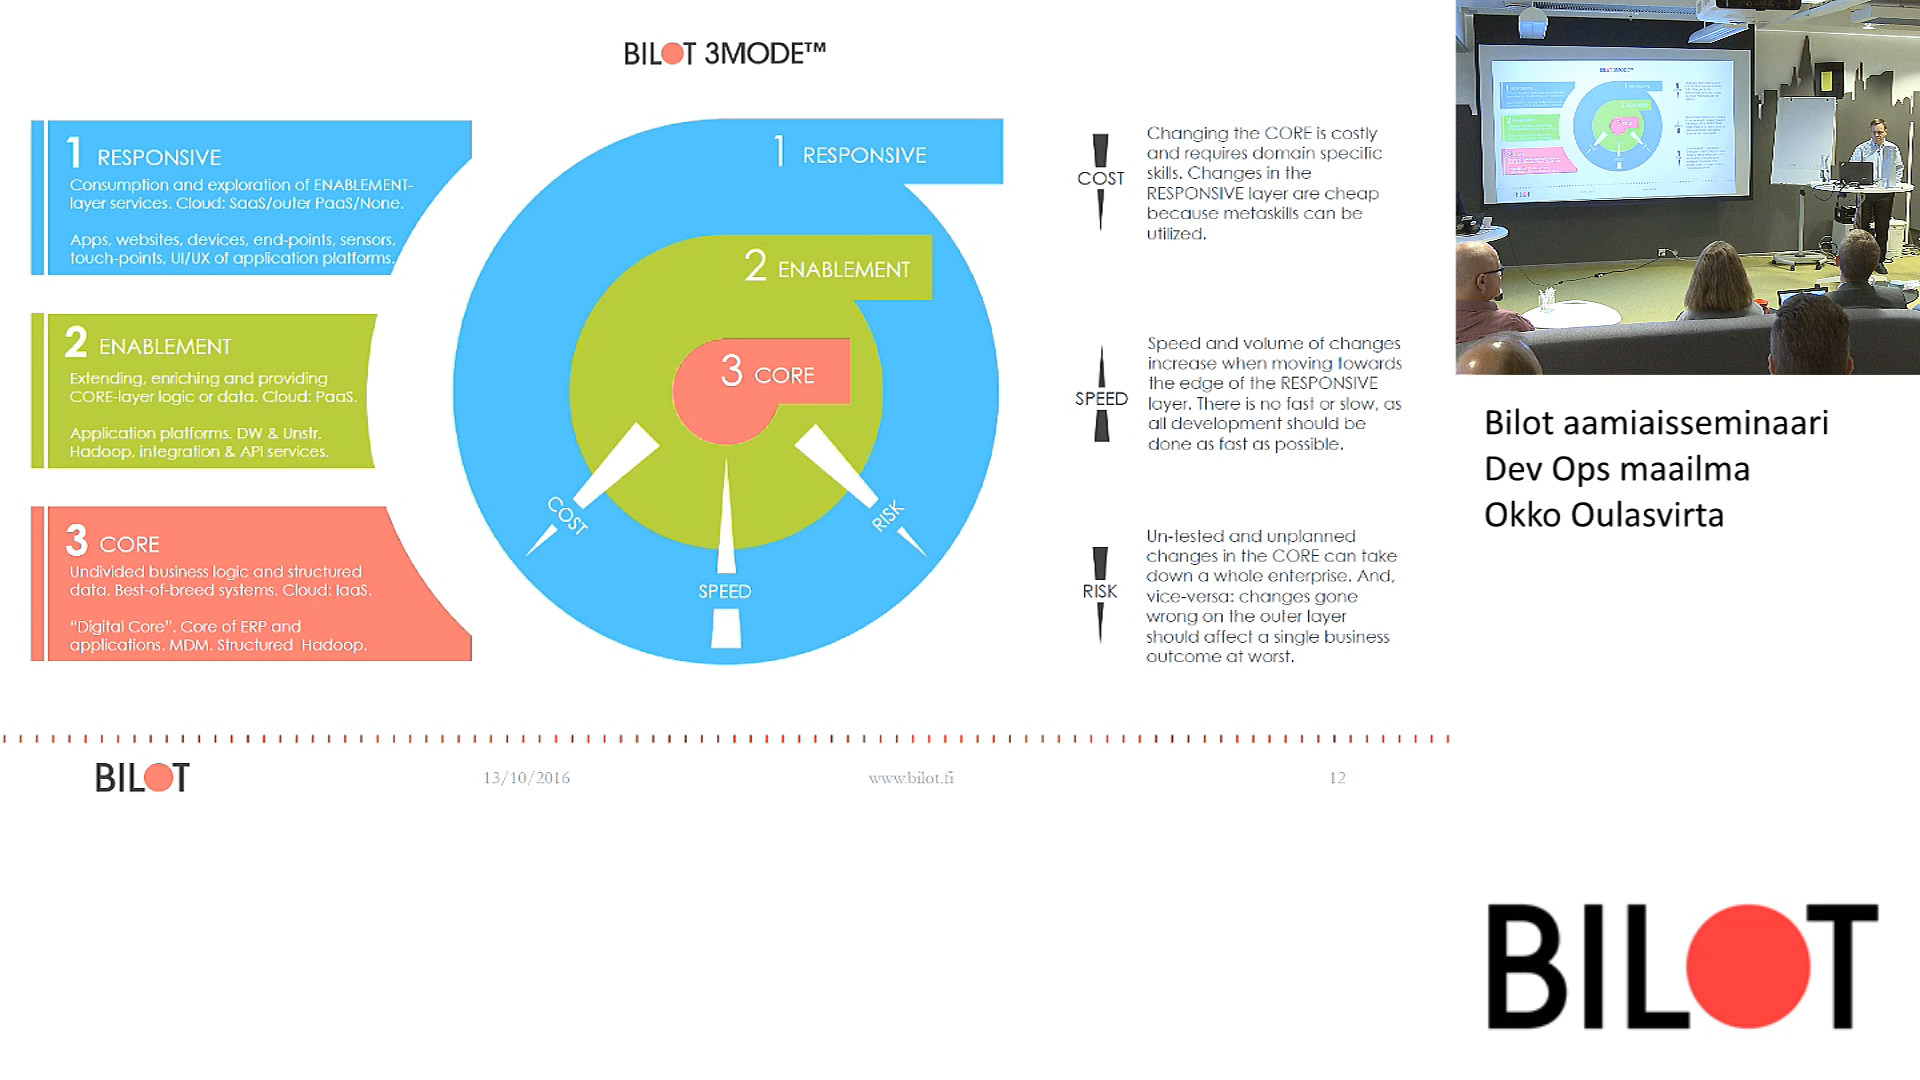 BILOT 3MODE™
1 RESPONSIVE
Consumption and exploration of ENABLEMENT-
layer services. Cloud: SaaS/outer PaaS/None.
Apps, websites, devices, end-points, sensors,
touch-points, UI/UX of application platforms.
2 ENABLEMENT
Extending, enriching and providing
CORE-layer logic or data. Cloud: PaaS.
Application platforms. DW & Unstr.
Hadoop, integration & API services.
3 CORE
Undivided business logic and structured
data. Best-of-breed systems. Cloud: IaaS.
"Digital Core". Core of ERP and
applications. MDM. Structured Hadoop.
1 RESPONSIVE
2 ENABLEMENT
3 CORE
COST
SPEED
RISK
COST
Changing the CORE is costly
and requires domain specific
skills. Changes in the
RESPONSIVE layer are cheap
because metaskills can be
utilized.
SPEED
Speed and volume of changes
increase when moving towards
the edge of the RESPONSIVE
layer. There is no fast or slow, as
all development should be
done as fast as possible.
RISK
Un-tested and unplanned
changes in the CORE can take
down a whole enterprise. And,
vice-versa: changes gone
wrong on the outer layer
should affect a single business
outcome at worst.
BILOT
13/10/2016
www.bilot.fi
12
Bilot aamiaisseminaari
Dev Ops maailma
Okko Oulasvirta
BILOT